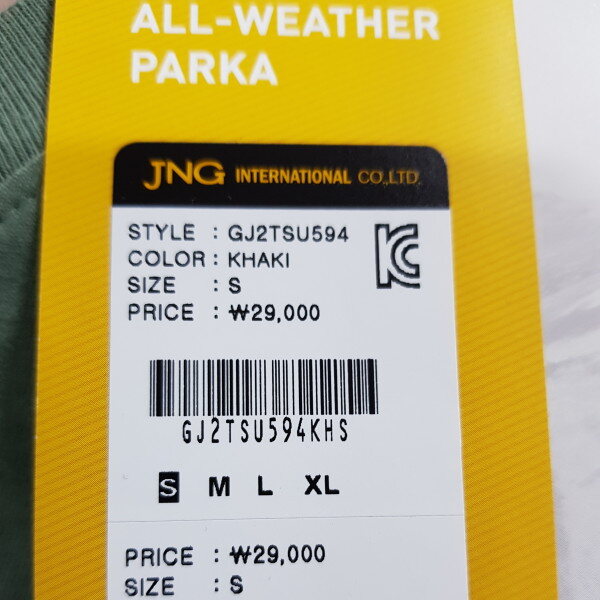 ALL-WEATHER
PARKA
JNG INTERNATIONAL CO.,LTD.
STYLE : GJ2TSU594
COLOR : KHAKI
SIZE : S
PRICE : ₩29,000
GJ2TSU594KHS
S M L XL
PRICE : ₩29,000
SIZE : S